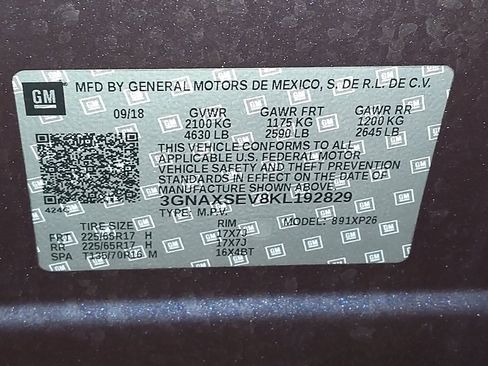 GM MFD BY GENERAL MOTORS DE MEXICO, S. DE R.L. DE C.V.
09/18 GVWR GAWR FRT GAWR RR
2100 KG 1175 KG 1200 KG
4630 LB 2590 LB 2645 LB
THIS VEHICLE CONFORMS TO ALL
APPLICABLE U.S. FEDERAL MOTOR
VEHICLE SAFETY AND THEFT PREVENTION
STANDARDS IN EFFECT ON THE DATE OF
MANUFACTURE SHOWN ABOVE.
3GNAXSEV8KL192829
424C TYPE: M.P.V. MODEL: 891XP26
TIRE SIZE RIM
FRT 225/65R17 H 17X7J
RR 225/65R17 H 17X7J
SPA T135/70R16 M 16X4BT